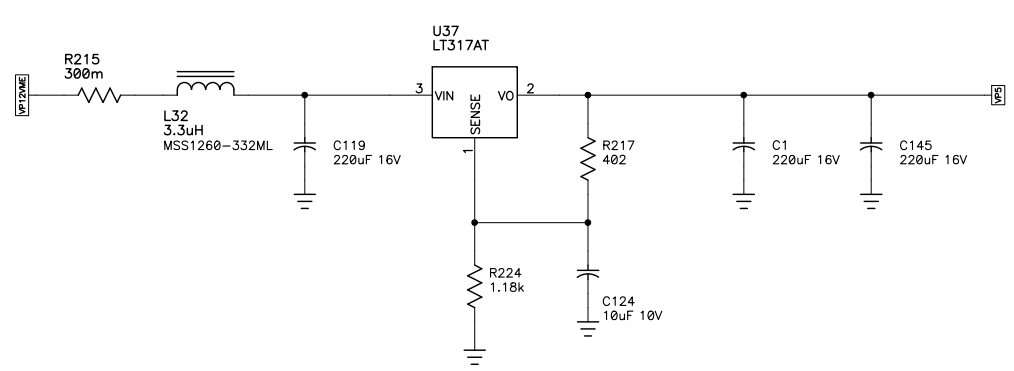 U37
LT317AT
R215
300m
VP12VME
L32
3.3uH
MSS1260-332ML
3
VIN
SENSE
VO
2
1
VP5
C119
220uF 16V
R217
402
C1
220uF 16V
C145
220uF 16V
R224
1.18k
C124
10uF 10V